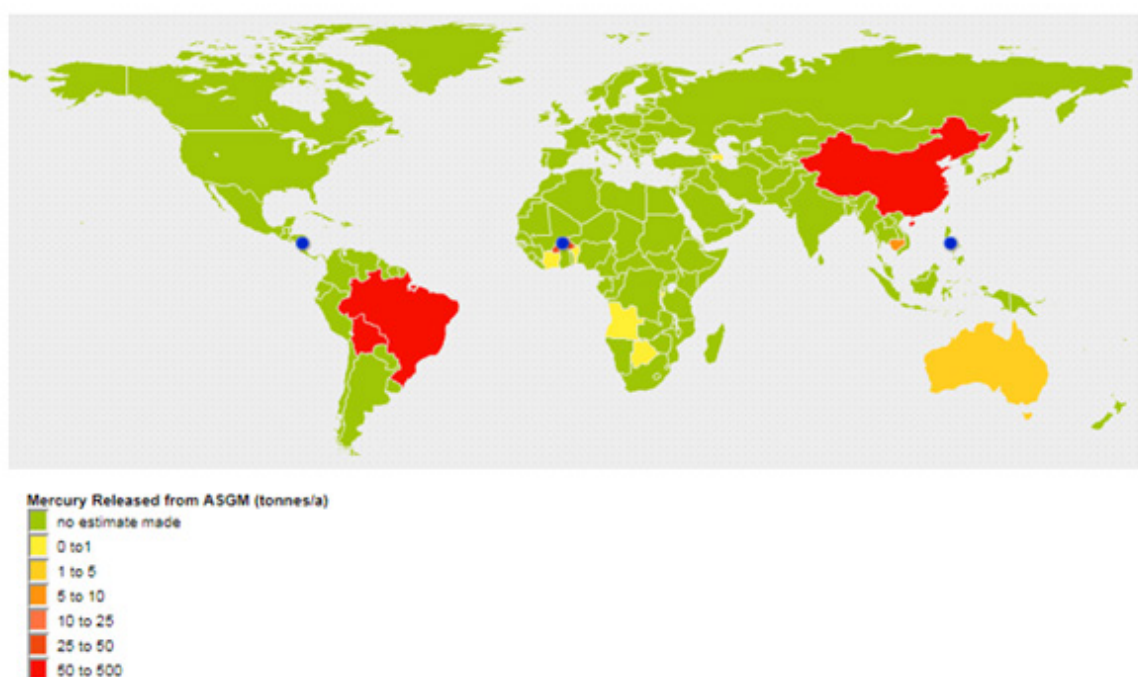 Mercury Released from ASGM (tonnes/a)
no estimate made
0 to1
1 to 5
5 to 10
10 to 25
25 to 50
50 to 500